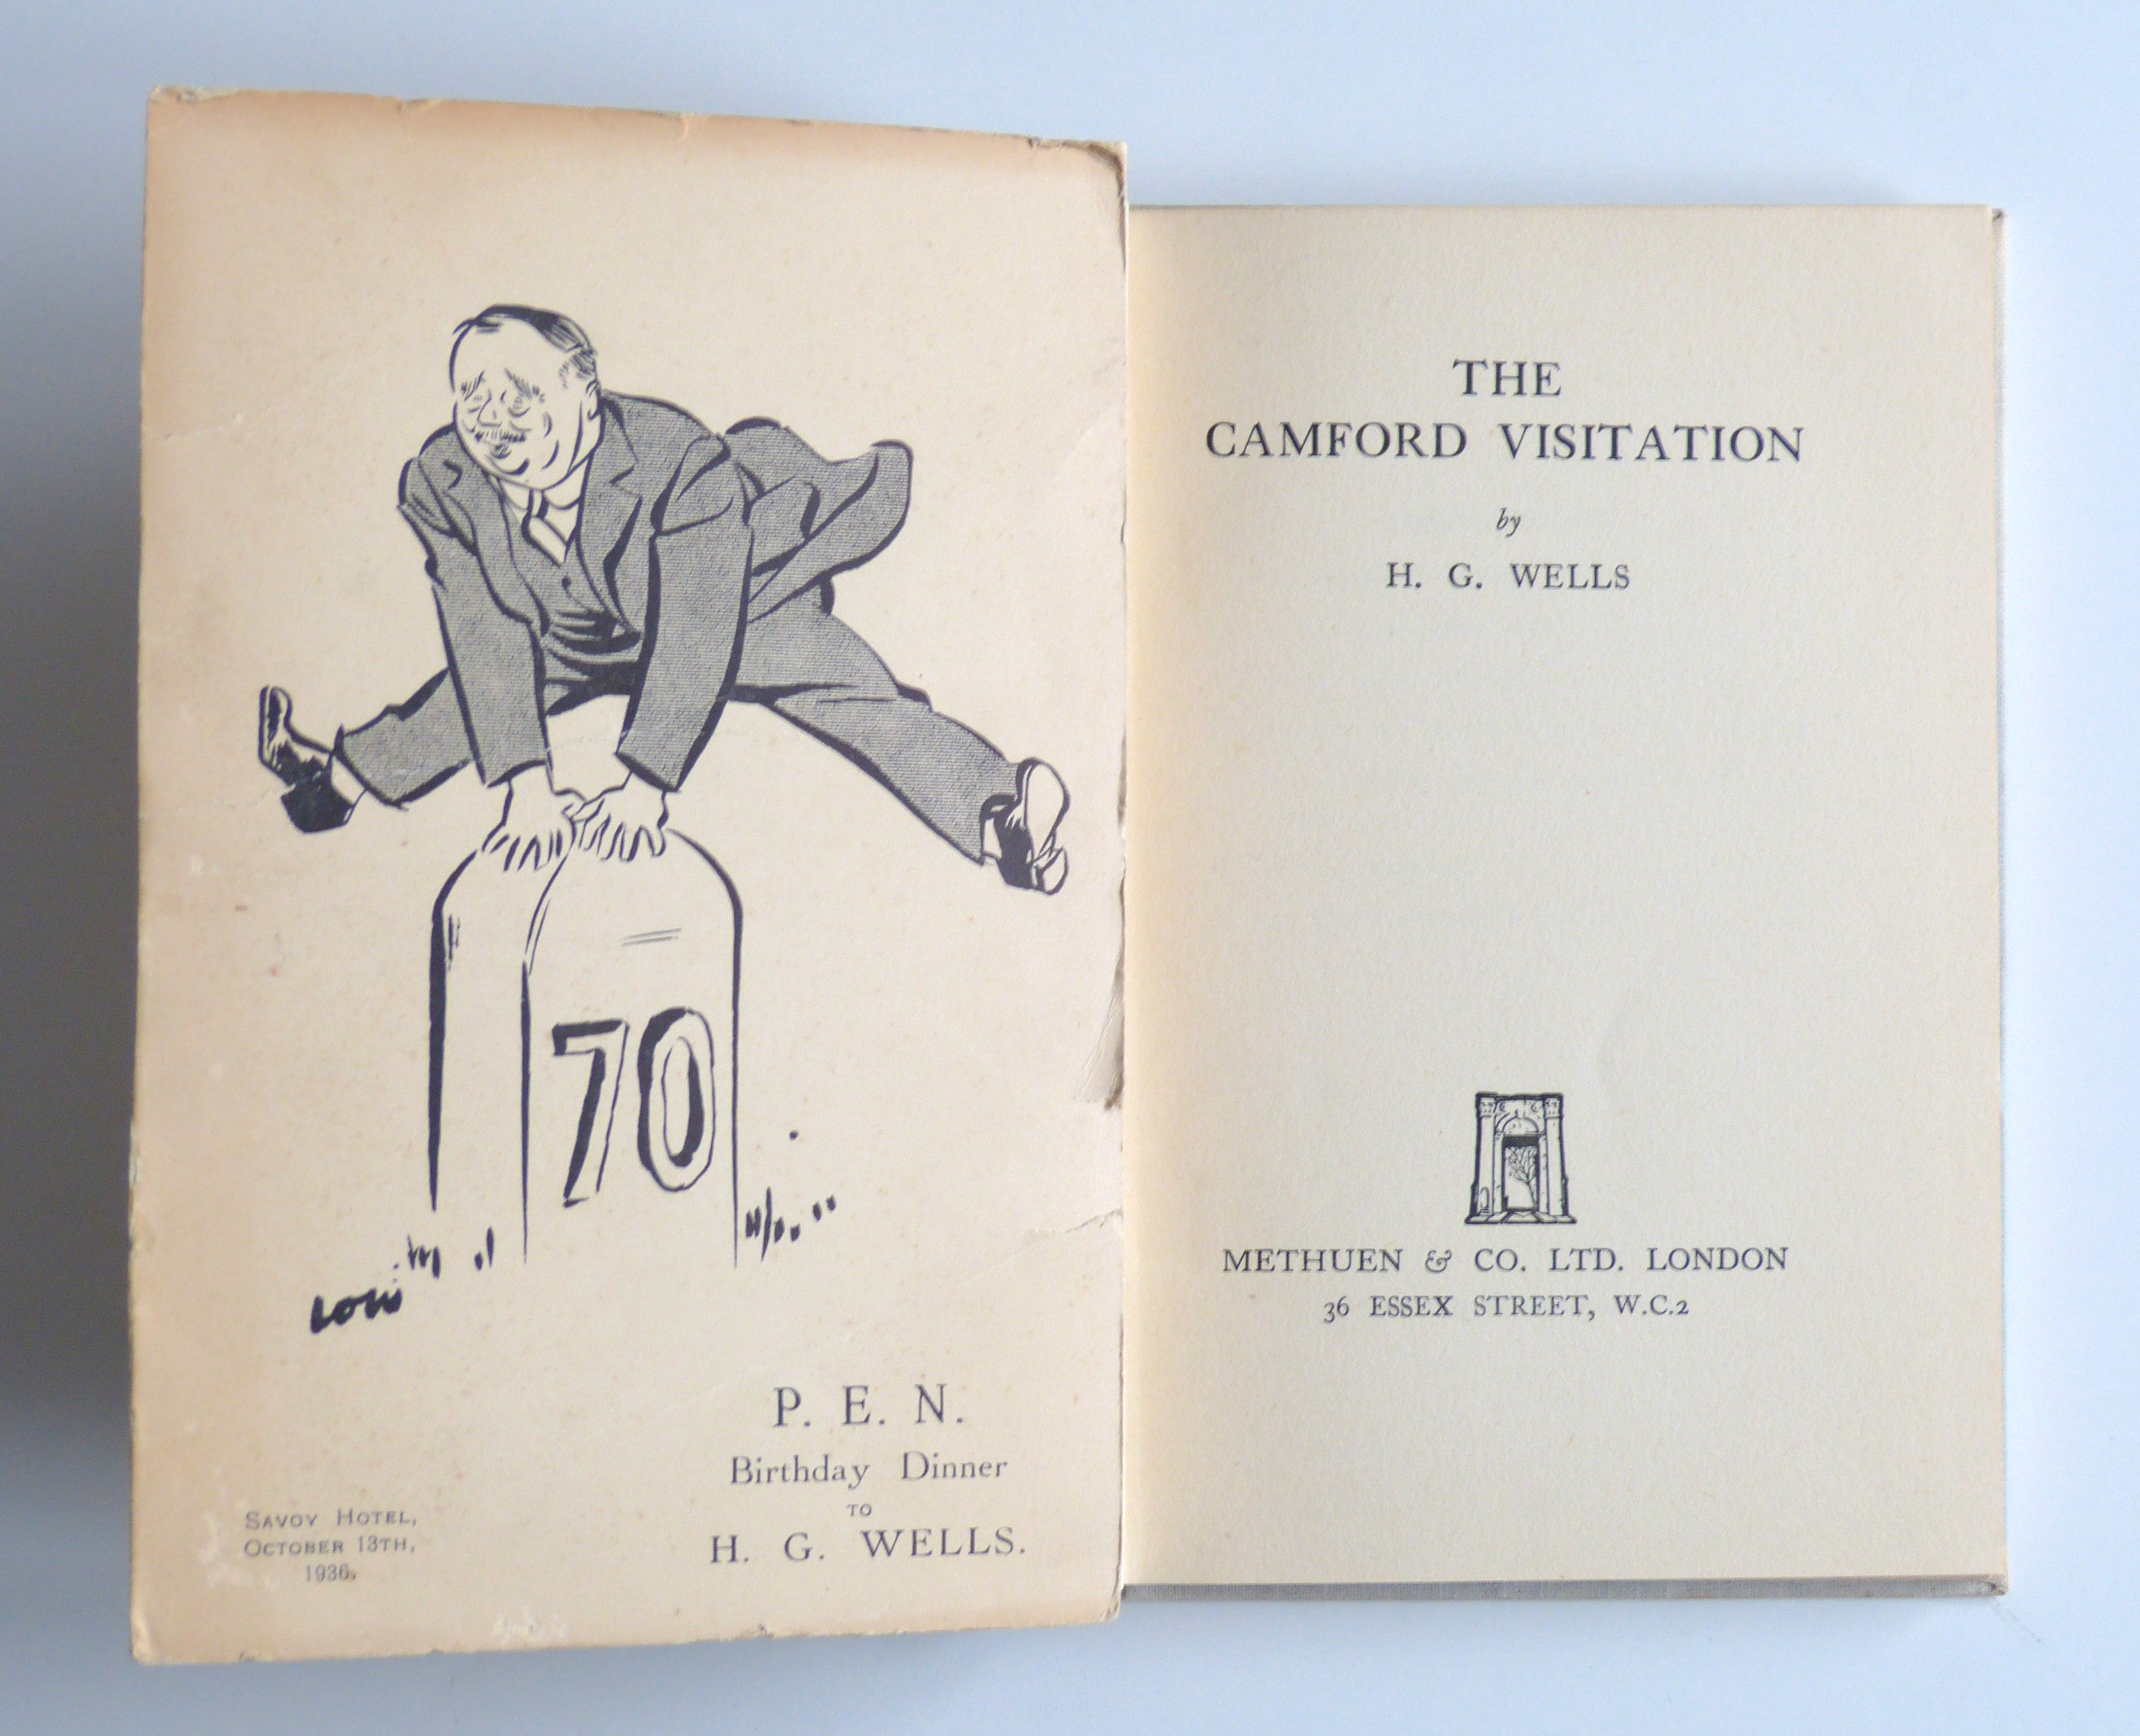 70
Low
P. E. N.
Birthday Dinner
TO
H. G. WELLS.
SAVOY HOTEL,
OCTOBER 13TH,
1936.
THE
CAMFORD VISITATION
by
H. G. WELLS
METHUEN & CO. LTD. LONDON
36 ESSEX STREET, W.C.2